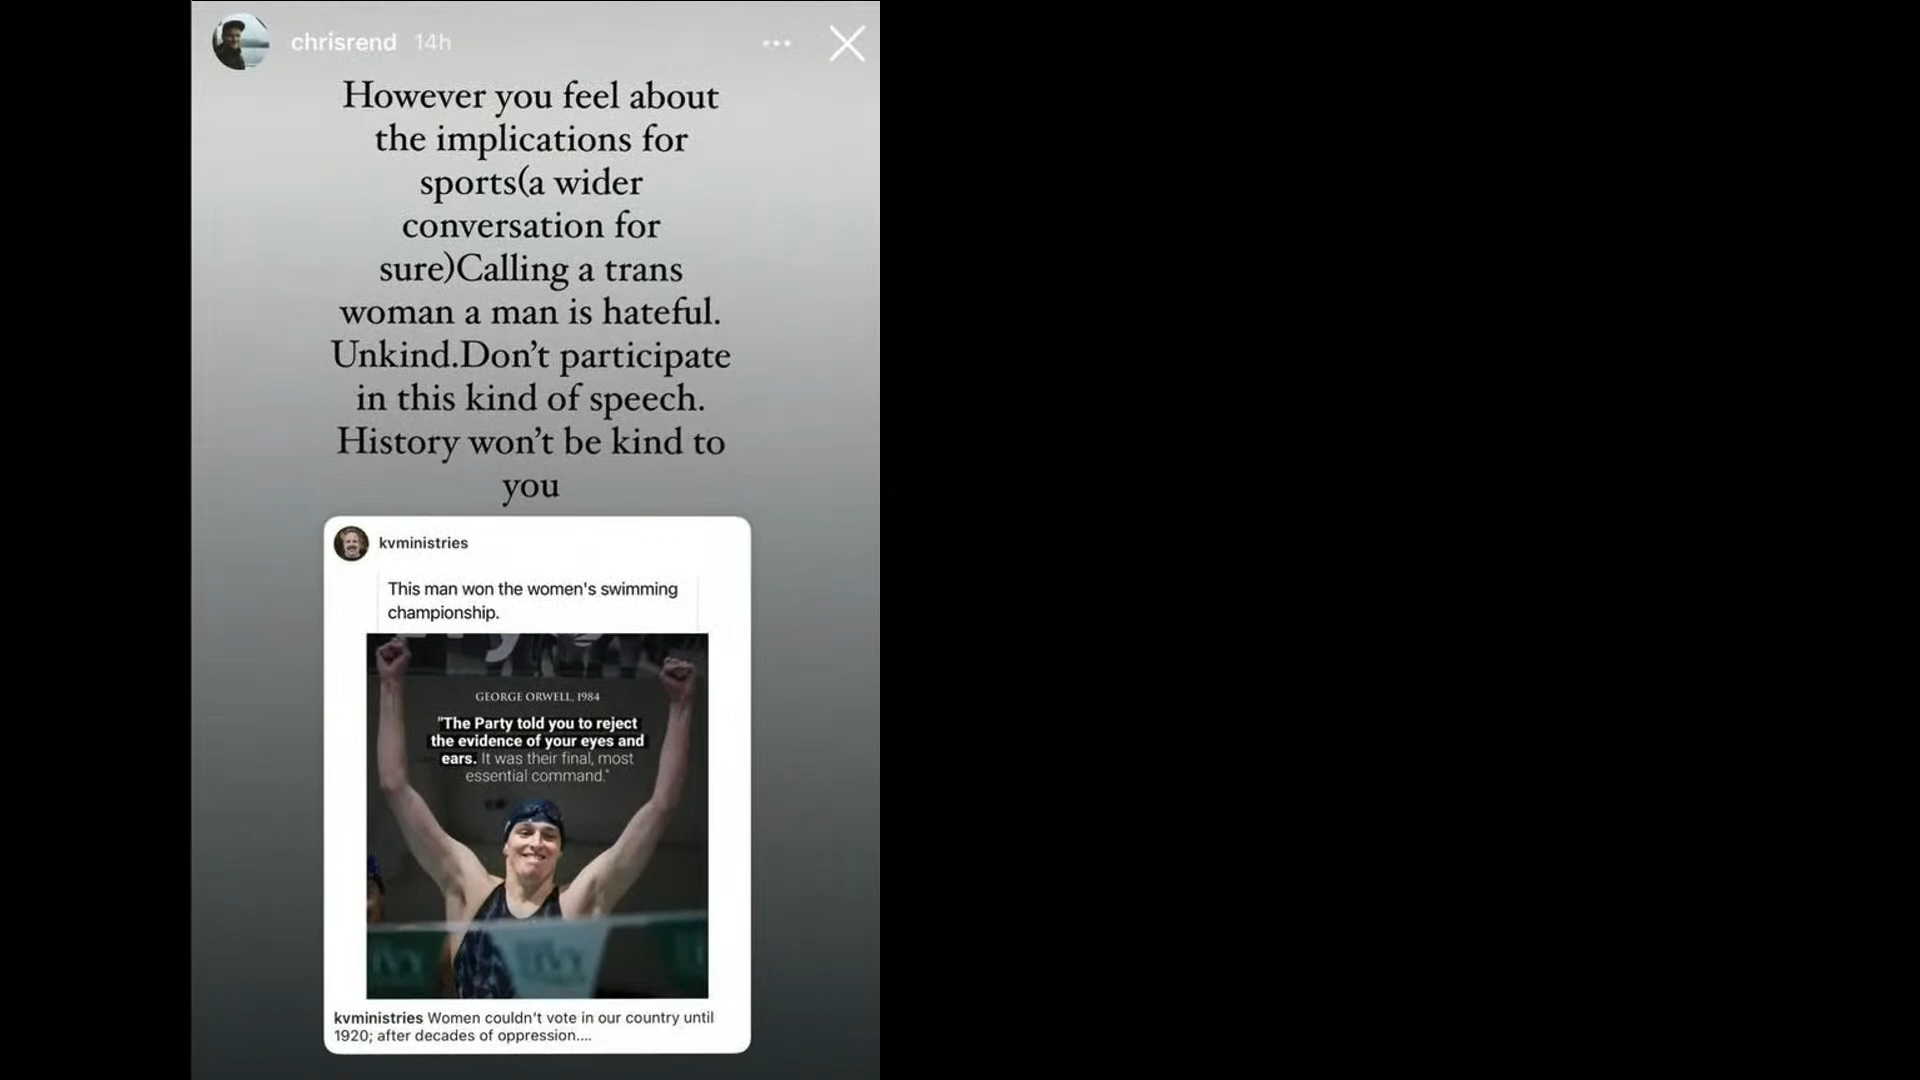 chrisrend 14h
However you feel about
the implications for
sports(a wider
conversation for
sure)Calling a trans
woman a man is hateful.
Unkind.Don't participate
in this kind of speech.
History won't be kind to
you
kvministries
This man won the women's swimming
championship.
GEORGE ORWELL, 1984
"The Party told you to reject
the evidence of your eyes and
ears. It was their final, most
essential command."
kvministries Women couldn't vote in our country until
1920; after decades of oppression....